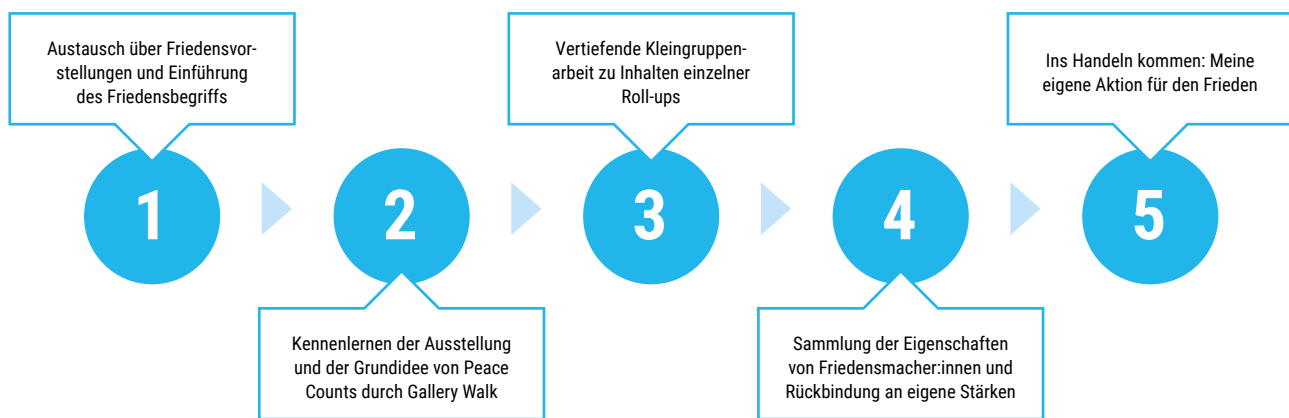 Austausch über Friedensvor-
stellungen und Einführung
des Friedensbegriffs
1
2
Kennenlernen der Ausstellung
und der Grundidee von Peace
Counts durch Gallery Walk
Vertiefende Kleingruppen-
arbeit zu Inhalten einzelner
Roll-ups
3
4
Sammlung der Eigenschaften
von Friedensmacher:innen und
Rückbindung an eigene Stärken
Ins Handeln kommen: Meine
eigene Aktion für den Frieden
5